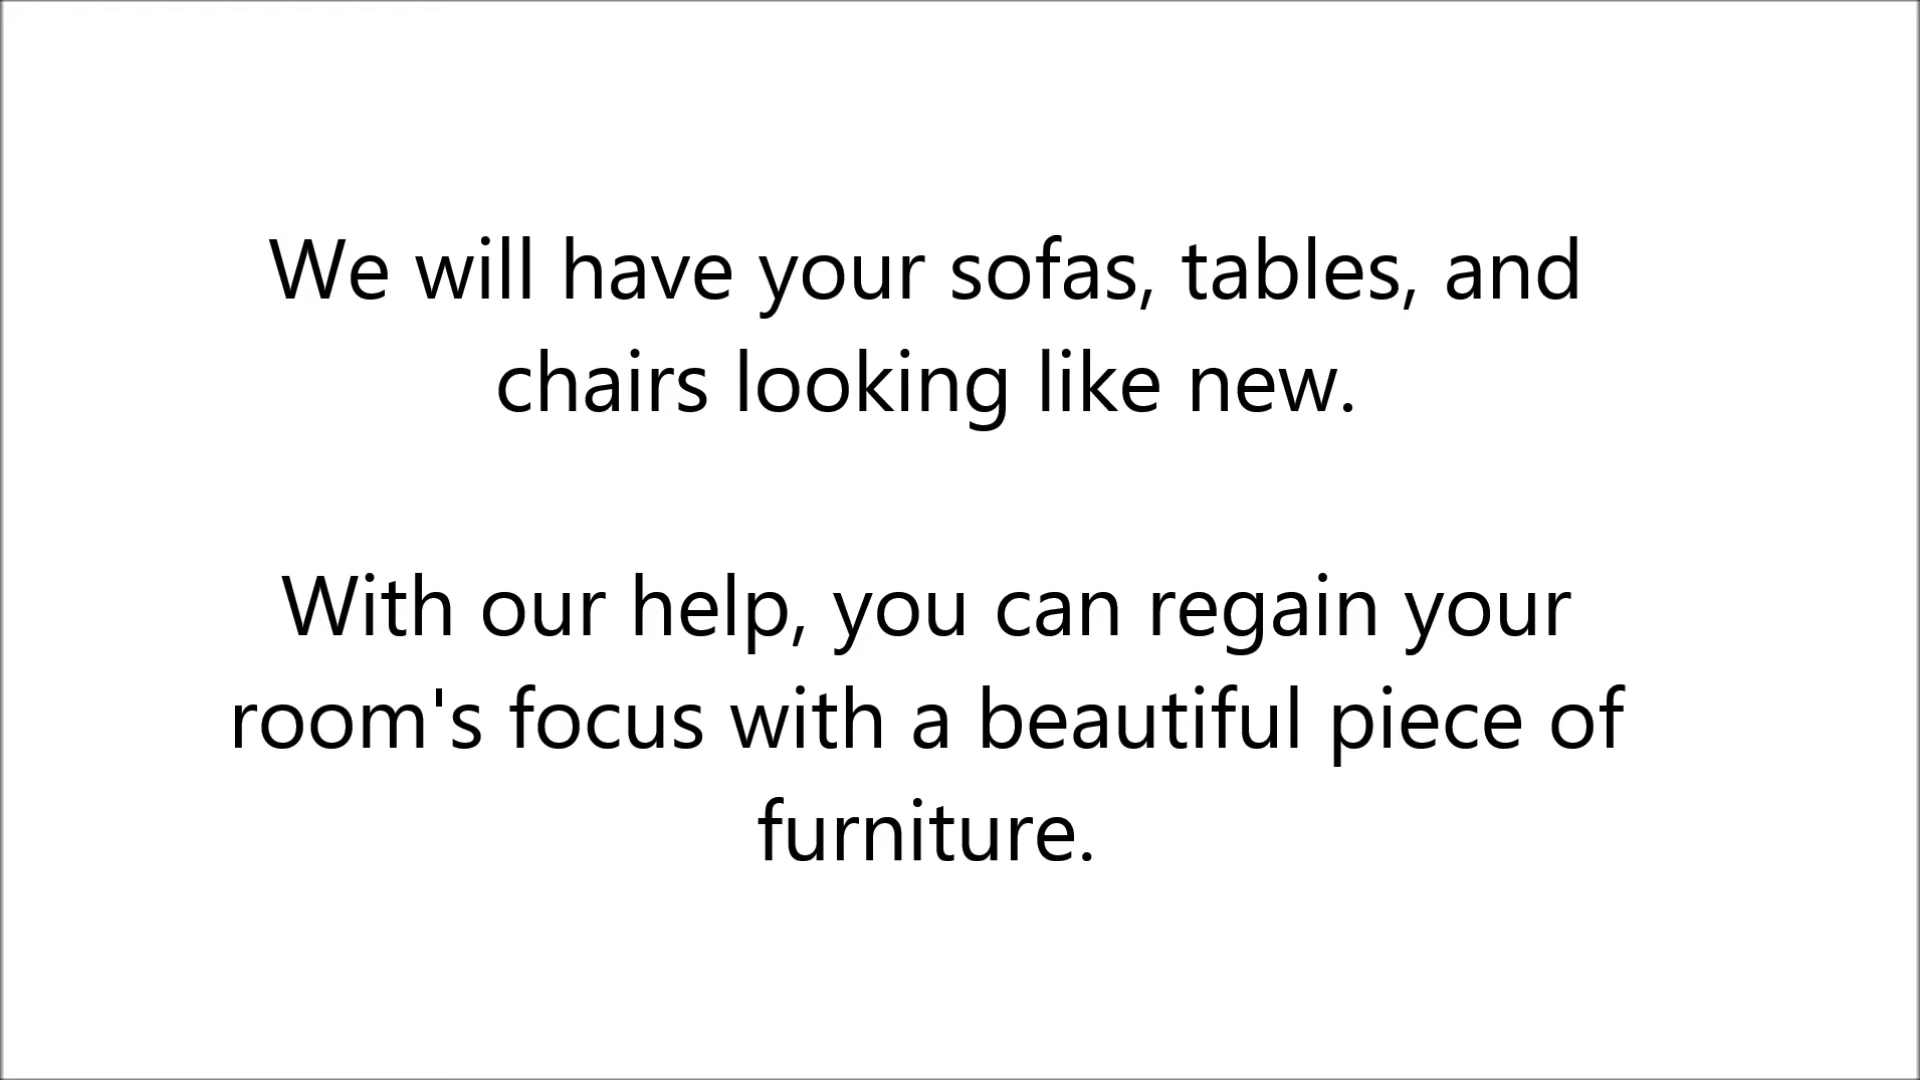 We will have your sofas, tables, and
chairs looking like new.
With our help, you can regain your
room's focus with a beautiful piece of
furniture.